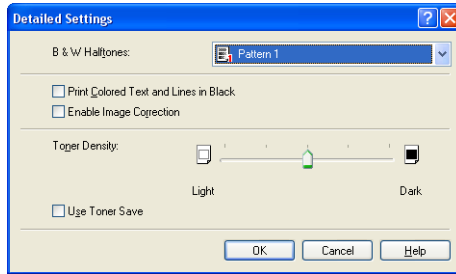 Detailed Settings
B & W Halftones:
Pattern 1
Print Colored Text and Lines in Black
Enable Image Correction
Toner Density:
Light
Dark
Use Toner Save
OK
Cancel
Help